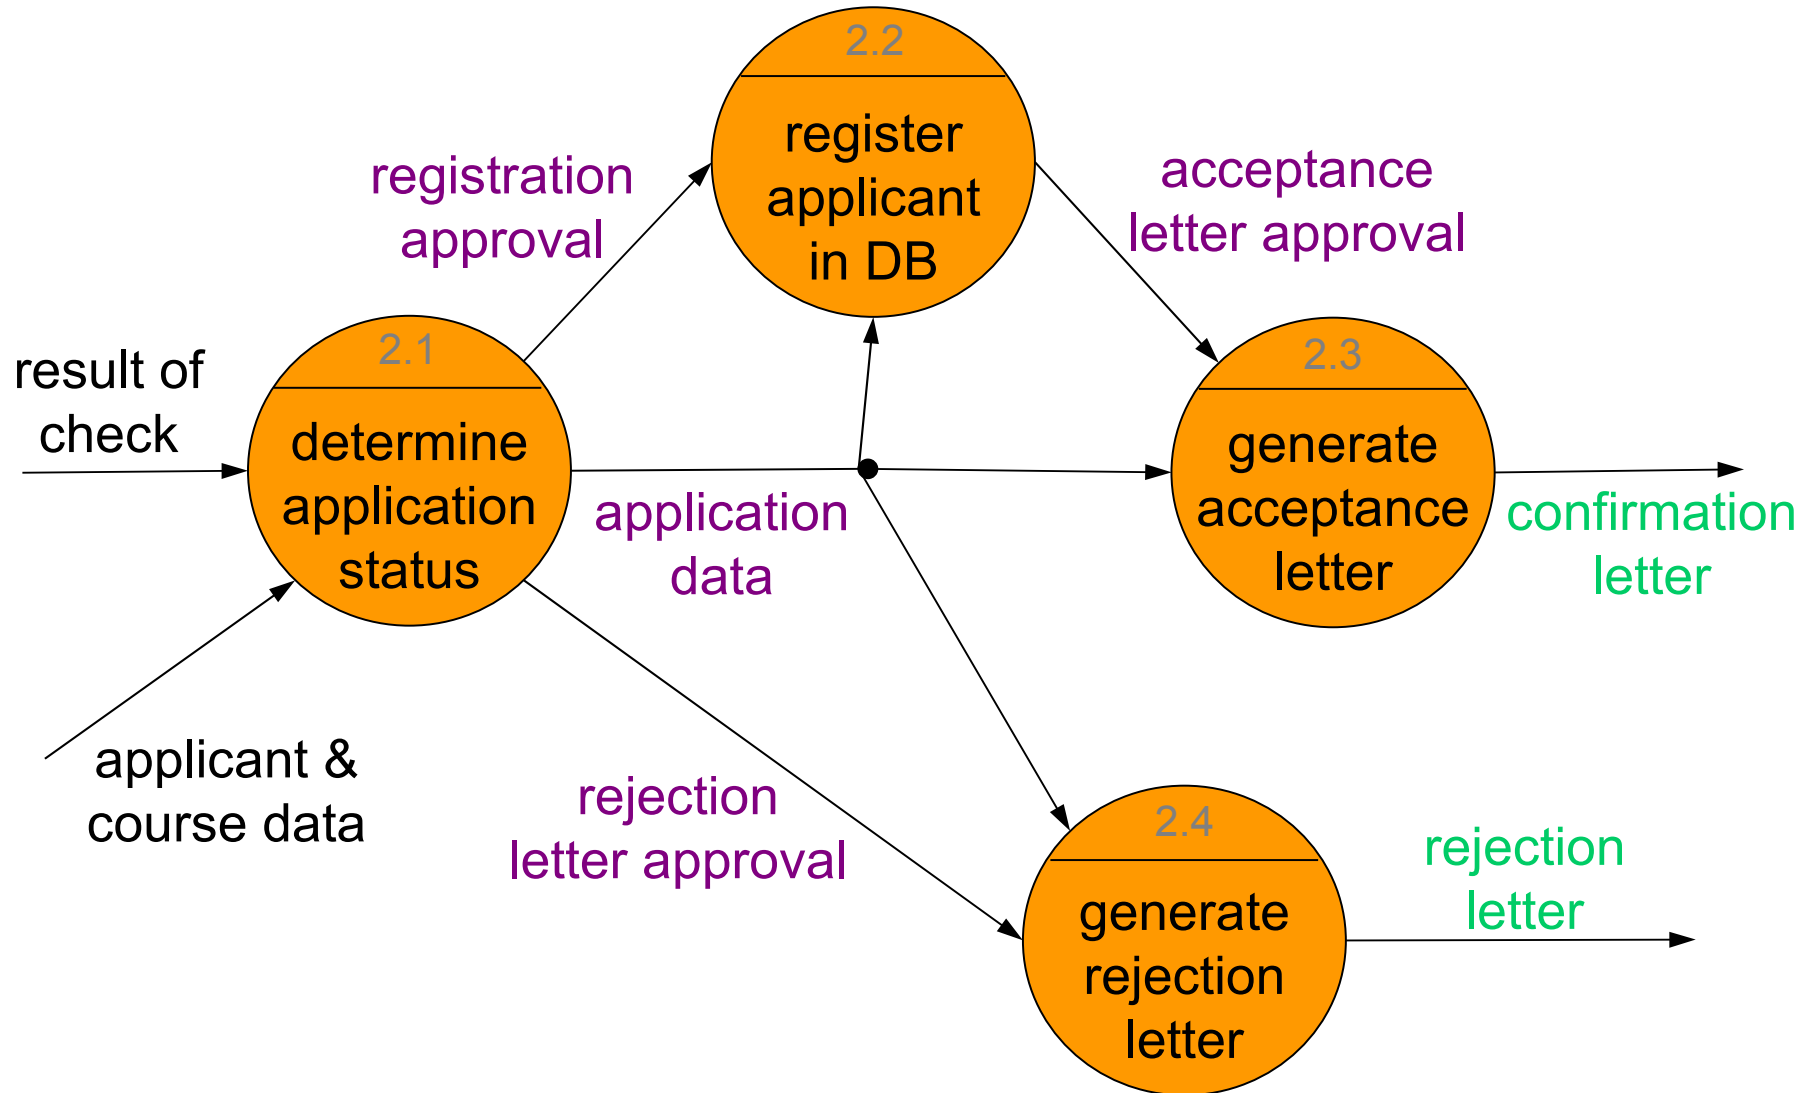 2.2
register
applicant
in DB
registration
approval
acceptance
letter approval
2.1
determine
application
status
result of
check
2.3
generate
acceptance
letter
application
data
confirmation
letter
applicant &
course data
rejection
letter approval
2.4
generate
rejection
letter
rejection
letter